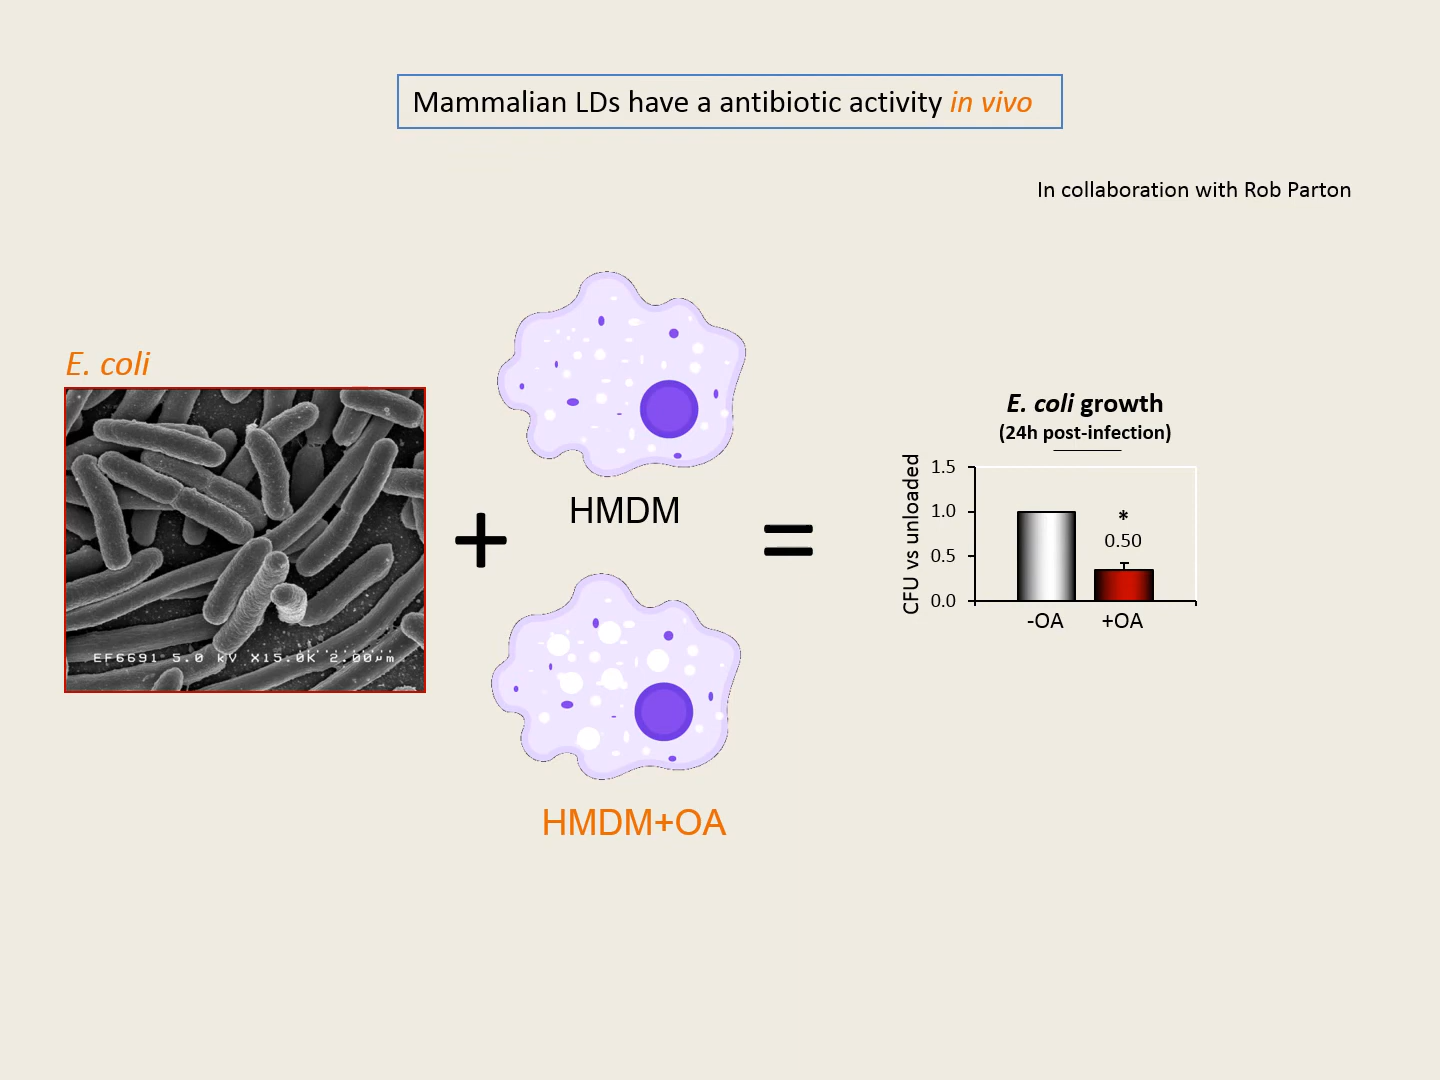 Mammalian LDs have a antibiotic activity in vivo
In collaboration with Rob Parton
E. coli
EF6691 5.0 kV X15.0K 2.00µm
HMDM
HMDM+OA
E. coli growth
(24h post-infection)
CFU vs unloaded
1.5
1.0
0.5
0.0
*
0.50
-OA
+OA
+
=